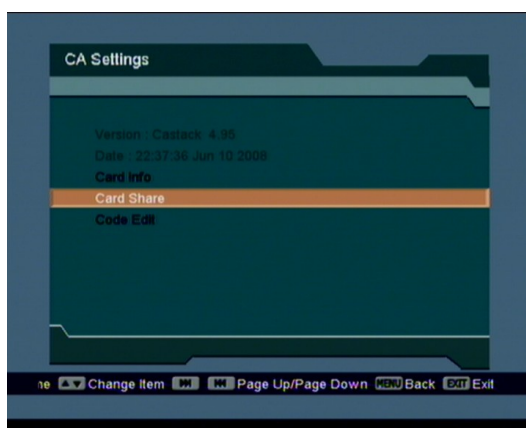 CA Settings
Version : Castack 4.95
Date : 22:37:36 Jun 10 2008
Card Info
Card Share
Code Edit
ne Change Item Page Up/Page Down MENU Back EXIT Exit